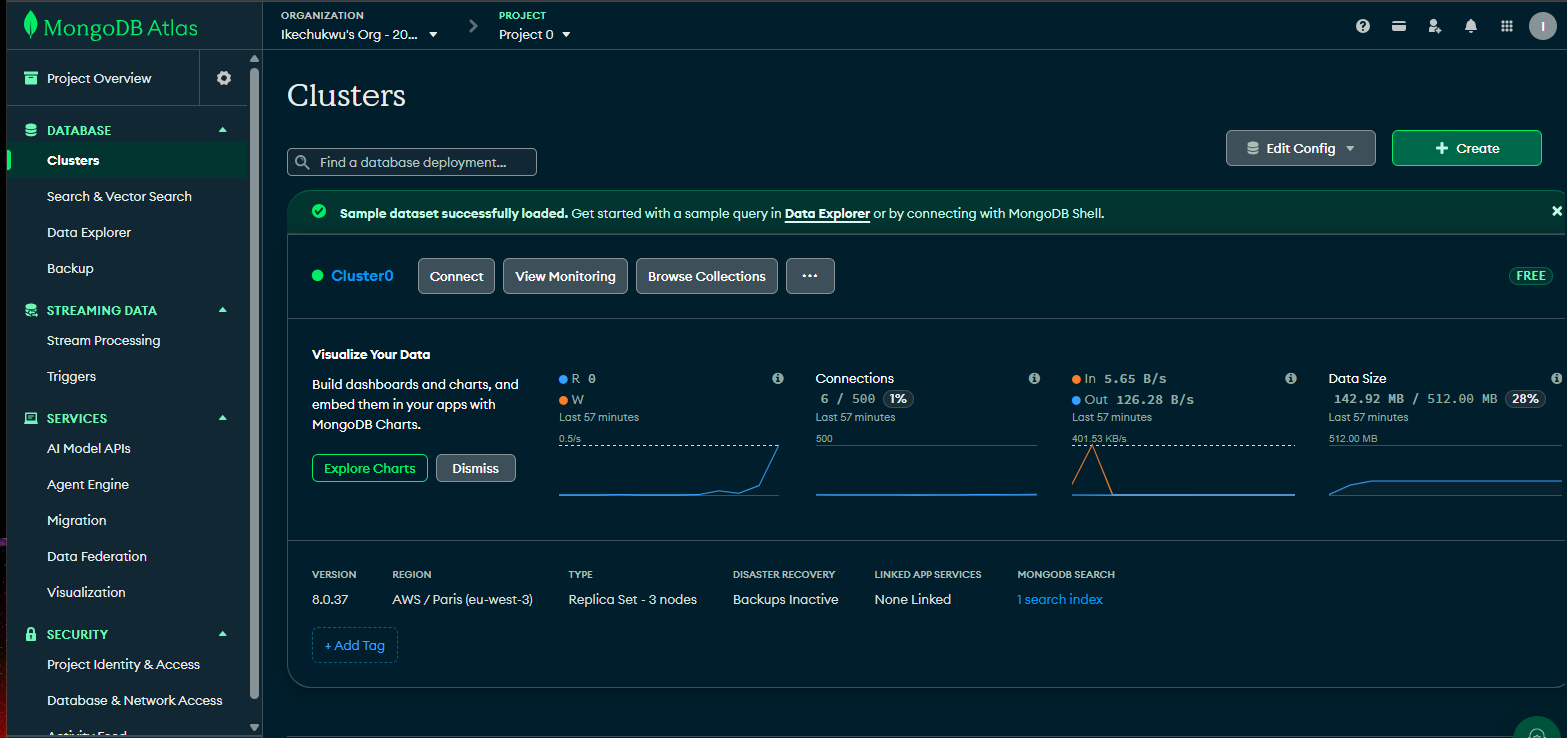 MongoDB Atlas
ORGANIZATION
Ikechukwu's Org - 20...
PROJECT
Project 0
I
Project Overview
DATABASE
Clusters
Search & Vector Search
Data Explorer
Backup
STREAMING DATA
Stream Processing
Triggers
SERVICES
AI Model APIs
Agent Engine
Migration
Data Federation
Visualization
SECURITY
Project Identity & Access
Database & Network Access
Activity Feed
Clusters
Find a database deployment...
Edit Config
+ Create
Sample dataset successfully loaded. Get started with a sample query in Data Explorer or by connecting with MongoDB Shell.
Cluster0
Connect
View Monitoring
Browse Collections
...
FREE
Visualize Your Data
Build dashboards and charts, and
embed them in your apps with
MongoDB Charts.
Explore Charts
Dismiss
R 0
W
Last 57 minutes
0.5/s
Connections
6 / 500 1%
Last 57 minutes
500
In 5.65 B/s
Out 126.28 B/s
Last 57 minutes
401.53 KB/s
Data Size
142.92 MB / 512.00 MB 28%
Last 57 minutes
512.00 MB
VERSION
8.0.37
REGION
AWS / Paris (eu-west-3)
TYPE
Replica Set - 3 nodes
DISASTER RECOVERY
Backups Inactive
LINKED APP SERVICES
None Linked
MONGODB SEARCH
1 search index
+ Add Tag